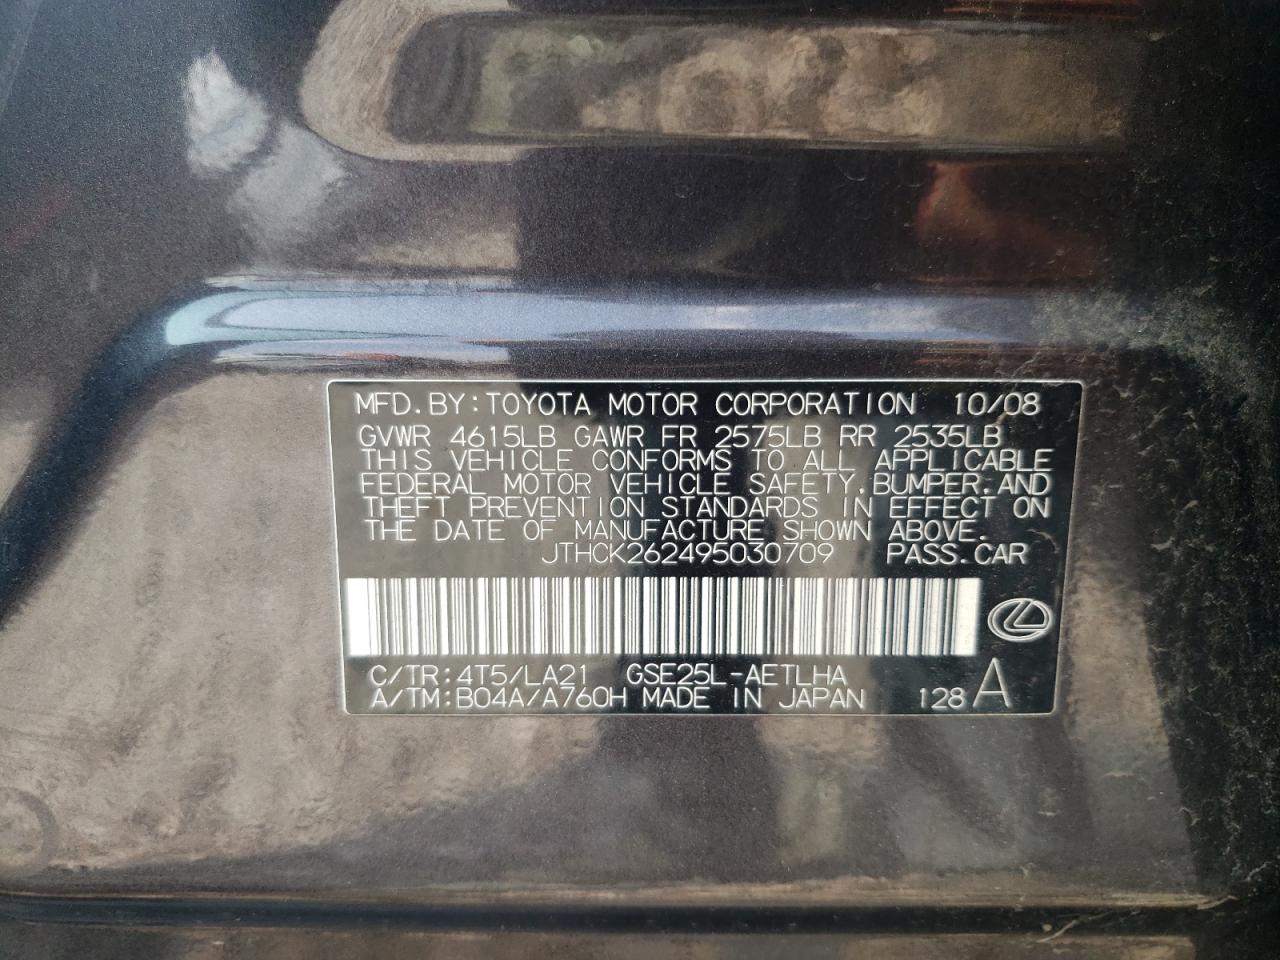 MFD.BY:TOYOTA MOTOR CORPORATION 10/08
GVWR 4615LB GAWR FR 2575LB RR 2535LB
THIS VEHICLE CONFORMS TO ALL APPLICABLE
FEDERAL MOTOR VEHICLE SAFETY,BUMPER,AND
THEFT PREVENTION STANDARDS IN EFFECT ON
THE DATE OF MANUFACTURE SHOWN ABOVE.
JTHCK262495030709 PASS.CAR
C/TR:4T5/LA21 GSE25L-AETLHA
A/TM:B04A/A760H MADE IN JAPAN 128 A